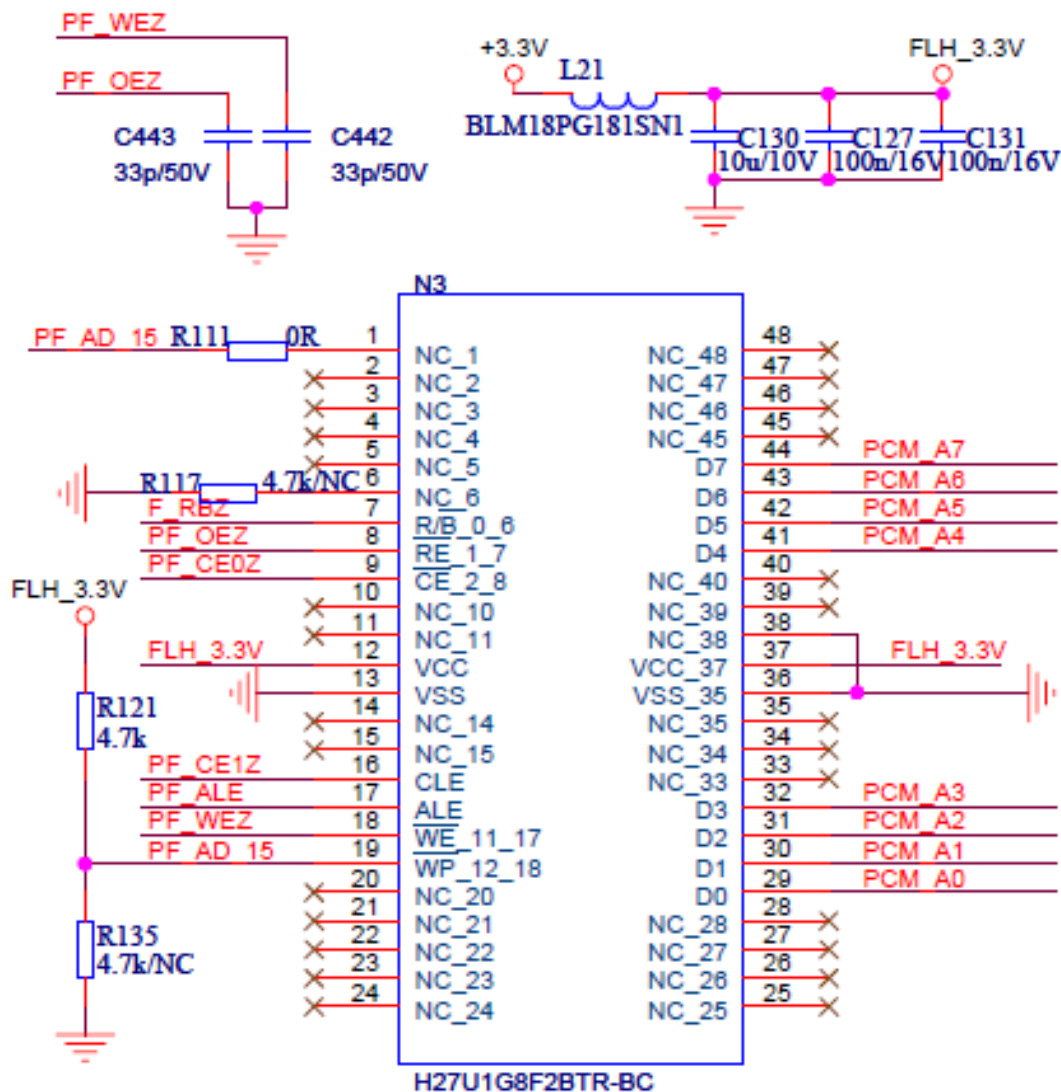 PF_WEZ
PF_OEZ
C443
33p/50V
C442
33p/50V
+3.3V
L21
BLM18PG181SN1
FLH_3.3V
C130
10u/10V
C127
100n/16V
C131
100n/16V
N3
PF_AD_15
R111
0R
R117
4.7k/NC
F_RBZ
PF_OEZ
PF_CE0Z
FLH_3.3V
FLH_3.3V
R121
4.7k
PF_CE1Z
PF_ALE
PF_WEZ
PF_AD_15
R135
4.7k/NC
1 NC_1
2 NC_2
3 NC_3
4 NC_4
5 NC_5
6 NC_6
7 R/B_0_6
8 RE_1_7
9 CE_2_8
10 NC_10
11 NC_11
12 VCC
13 VSS
14 NC_14
15 NC_15
16 CLE
17 ALE
18 WE_11_17
19 WP_12_18
20 NC_20
21 NC_21
22 NC_22
23 NC_23
24 NC_24
NC_48 48
NC_47 47
NC_46 46
NC_45 45
D7 44 PCM_A7
D6 43 PCM_A6
D5 42 PCM_A5
D4 41 PCM_A4
NC_40 40
NC_39 39
NC_38 38
VCC_37 37 FLH_3.3V
VSS_35 36
NC_35 35
NC_34 34
NC_33 33
D3 32 PCM_A3
D2 31 PCM_A2
D1 30 PCM_A1
D0 29 PCM_A0
NC_28 28
NC_27 27
NC_26 26
NC_25 25
H27U1G8F2BTR-BC